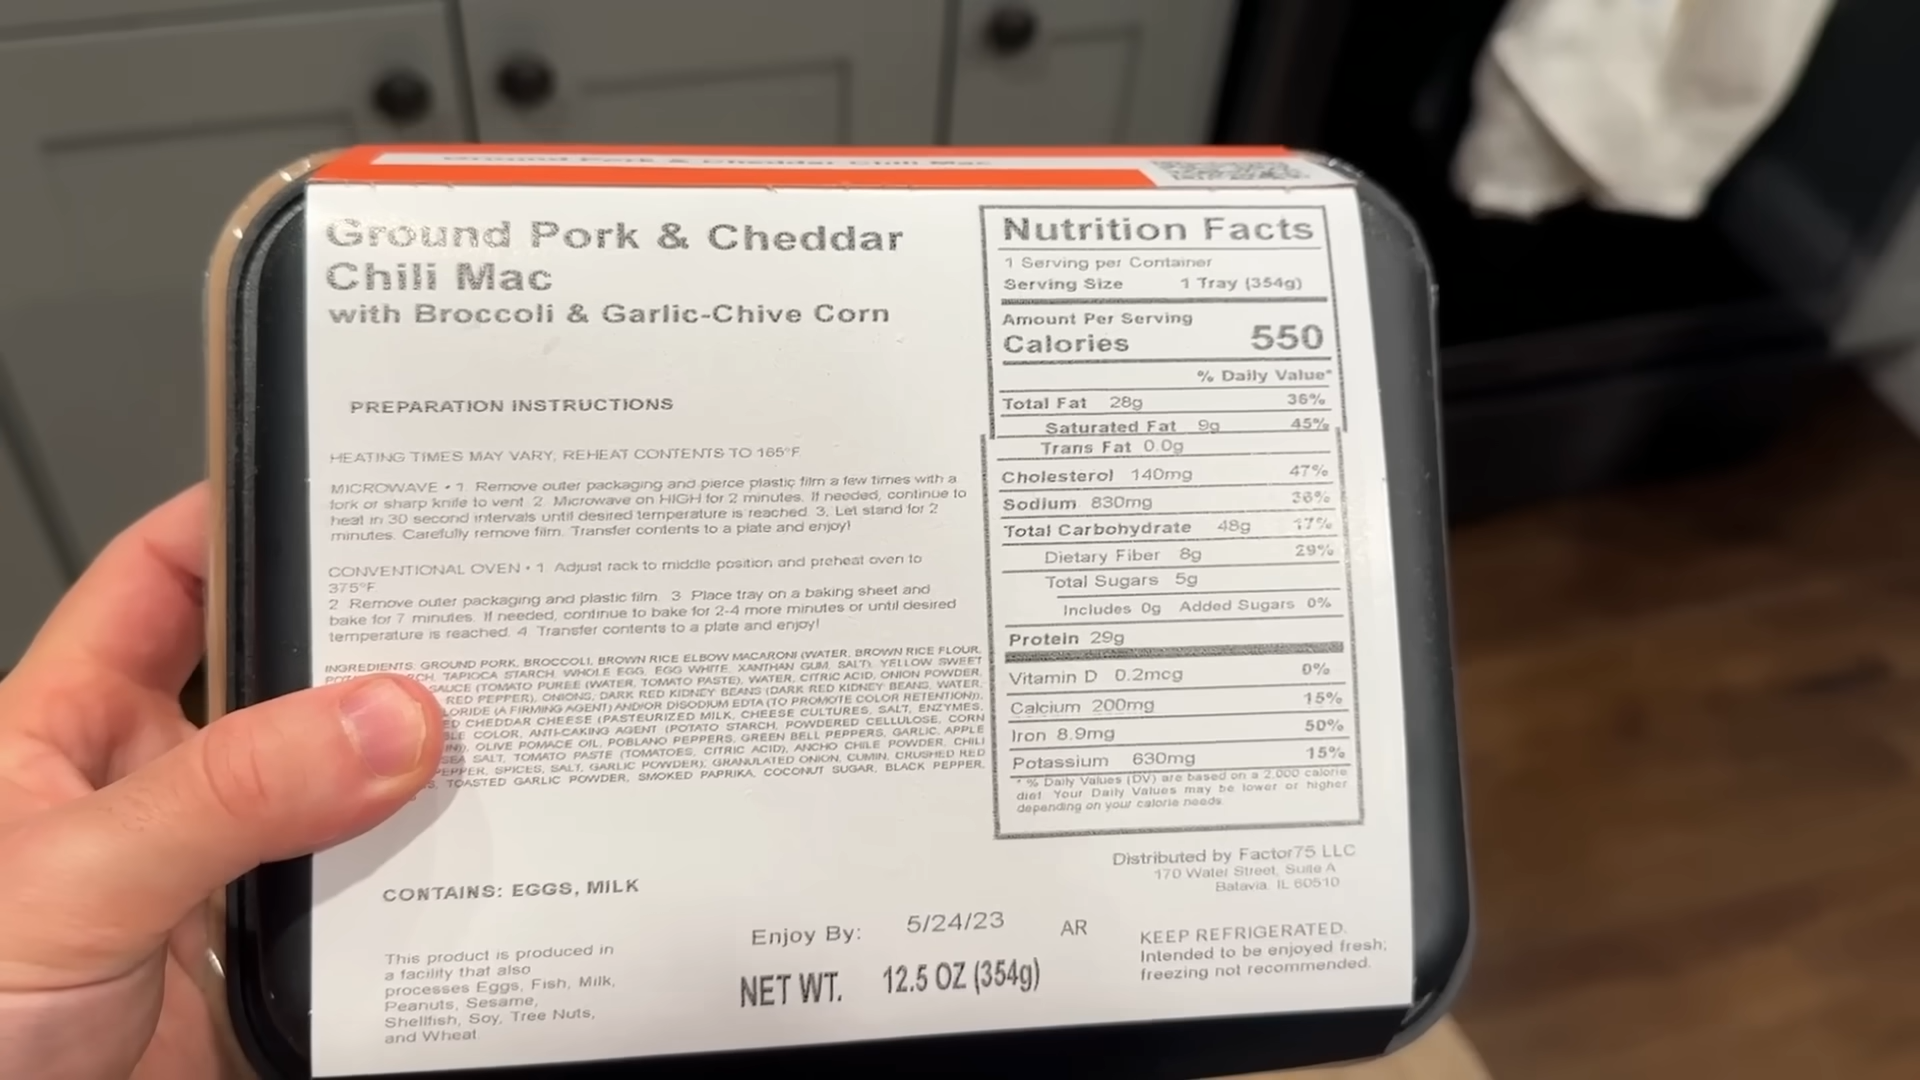 Ground Pork & Cheddar Chili Mac
Ground Pork & Cheddar
Chili Mac
with Broccoli & Garlic-Chive Corn
PREPARATION INSTRUCTIONS
HEATING TIMES MAY VARY, REHEAT CONTENTS TO 165°F
MICROWAVE • 1. Remove outer packaging and pierce plastic film a few times with a
fork or sharp knife to vent. 2. Microwave on HIGH for 2 minutes. If needed, continue to
heat in 30 second intervals until desired temperature is reached. 3. Let stand for 2
minutes. Carefully remove film. Transfer contents to a plate and enjoy!
CONVENTIONAL OVEN • 1. Adjust rack to middle position and preheat oven to
375°F
2. Remove outer packaging and plastic film. 3. Place tray on a baking sheet and
bake for 7 minutes. If needed, continue to bake for 2-4 more minutes or until desired
temperature is reached. 4. Transfer contents to a plate and enjoy!
INGREDIENTS: GROUND PORK, BROCCOLI, BROWN RICE ELBOW MACARONI (WATER, BROWN RICE FLOUR,
TAPIOCA STARCH, WHOLE EGG, EGG WHITE, XANTHAN GUM, SALT), YELLOW SWEET
SAUCE (TOMATO PUREE (WATER, TOMATO PASTE), WATER, CITRIC ACID, ONION POWDER,
RED PEPPER), ONIONS, DARK RED KIDNEY BEANS (DARK RED KIDNEY BEANS, WATER,
(A FIRMING AGENT) AND/OR DISODIUM EDTA (TO PROMOTE COLOR RETENTION)),
CHEDDAR CHEESE (PASTEURIZED MILK, CHEESE CULTURES, SALT, ENZYMES,
COLOR, ANTI-CAKING AGENT (POTATO STARCH, POWDERED CELLULOSE, CORN
OLIVE POMACE OIL, POBLANO PEPPERS, GREEN BELL PEPPERS, GARLIC, APPLE
SEA SALT, TOMATO PASTE (TOMATOES, CITRIC ACID), ANCHO CHILE POWDER, CHILI
PEPPER, SPICES, SALT, GARLIC POWDER), GRANULATED ONION, CUMIN, CRUSHED RED
TOASTED GARLIC POWDER, SMOKED PAPRIKA, COCONUT SUGAR, BLACK PEPPER,
CONTAINS: EGGS, MILK
This product is produced in
a facility that also
processes Eggs, Fish, Milk,
Peanuts, Sesame,
Shellfish, Soy, Tree Nuts,
and Wheat
Enjoy By: 5/24/23 AR
NET WT. 12.5 OZ (354g)
Nutrition Facts
1 Serving per Container
Serving Size 1 Tray (354g)
Amount Per Serving
Calories 550
% Daily Value*
Total Fat 28g 36%
Saturated Fat 9g 45%
Trans Fat 0.0g
Cholesterol 140mg 47%
Sodium 830mg 36%
Total Carbohydrate 48g 17%
Dietary Fiber 8g 29%
Total Sugars 5g
Includes 0g Added Sugars 0%
Protein 29g
Vitamin D 0.2mcg 0%
Calcium 200mg 15%
Iron 8.9mg 50%
Potassium 630mg 15%
* % Daily Values (DV) are based on a 2,000 calorie
diet. Your Daily Values may be lower or higher
depending on your calorie needs.
Distributed by Factor75 LLC
170 Water Street, Suite A
Batavia, IL 60510
KEEP REFRIGERATED.
Intended to be enjoyed fresh;
freezing not recommended.